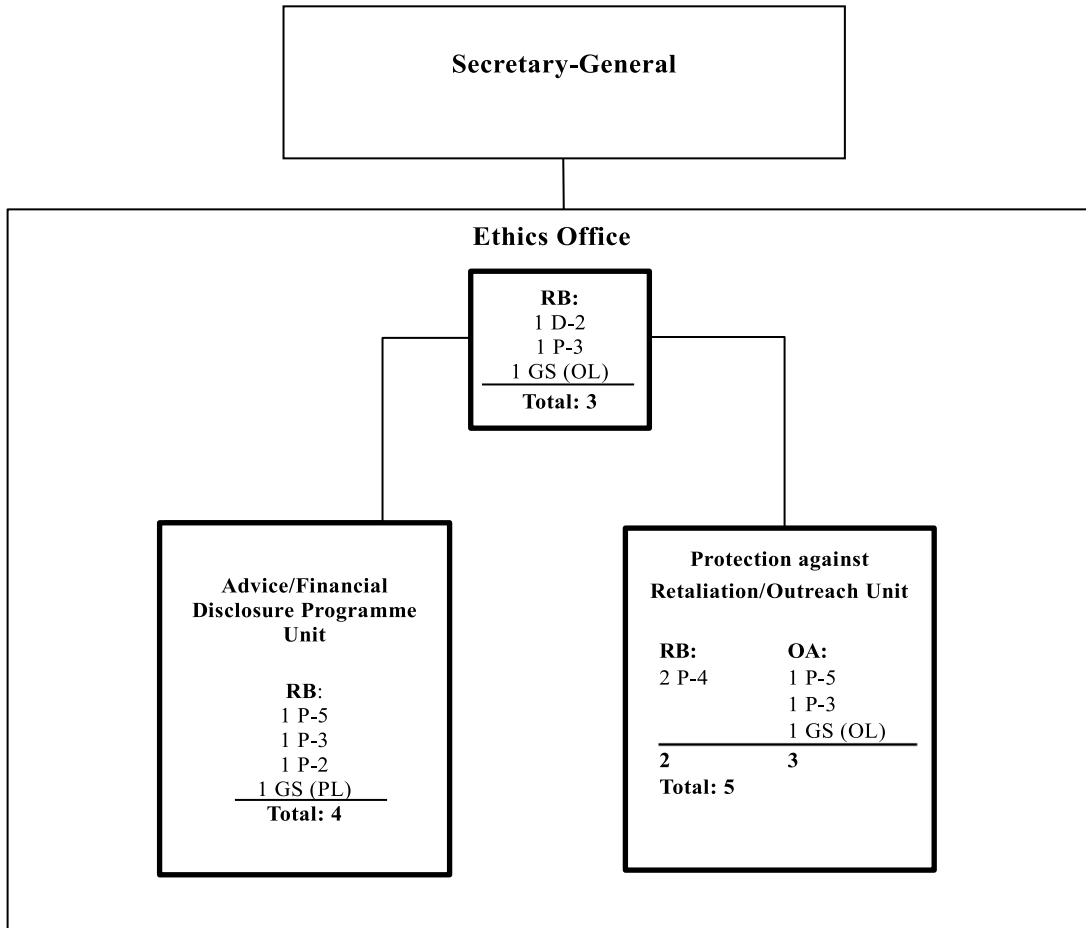 Secretary-General
Ethics Office
RB:
1 D-2
1 P-3
1 GS (OL)
Total: 3
Advice/Financial
Disclosure Programme
Unit
RB:
1 P-5
1 P-3
1 P-2
1 GS (PL)
Total: 4
Protection against
Retaliation/Outreach Unit
RB: OA:
2 P-4 1 P-5
1 P-3
1 GS (OL)
2 3
Total: 5